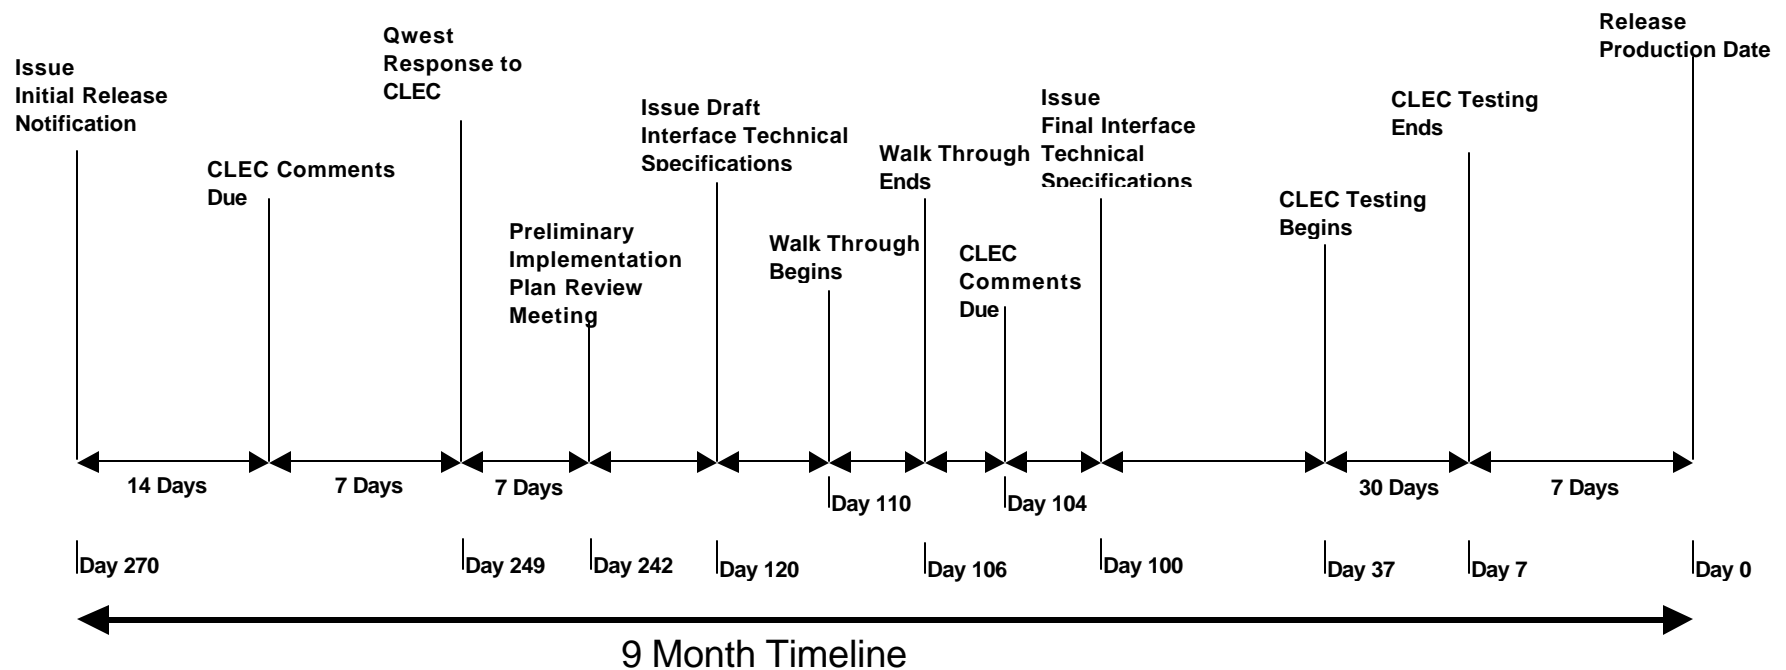 Issue
Initial Release
Notification
CLEC Comments
Due
Qwest
Response to
CLEC
Preliminary
Implementation
Plan Review
Meeting
Issue Draft
Interface Technical
Specifications
Walk Through
Begins
Walk Through
Ends
CLEC
Comments
Due
Issue
Final Interface
Technical
Specifications
CLEC Testing
Begins
CLEC Testing
Ends
Release
Production Date
14 Days
7 Days
7 Days
30 Days
7 Days
Day 110
Day 104
Day 270
Day 249
Day 242
Day 120
Day 106
Day 100
Day 37
Day 7
Day 0
9 Month Timeline